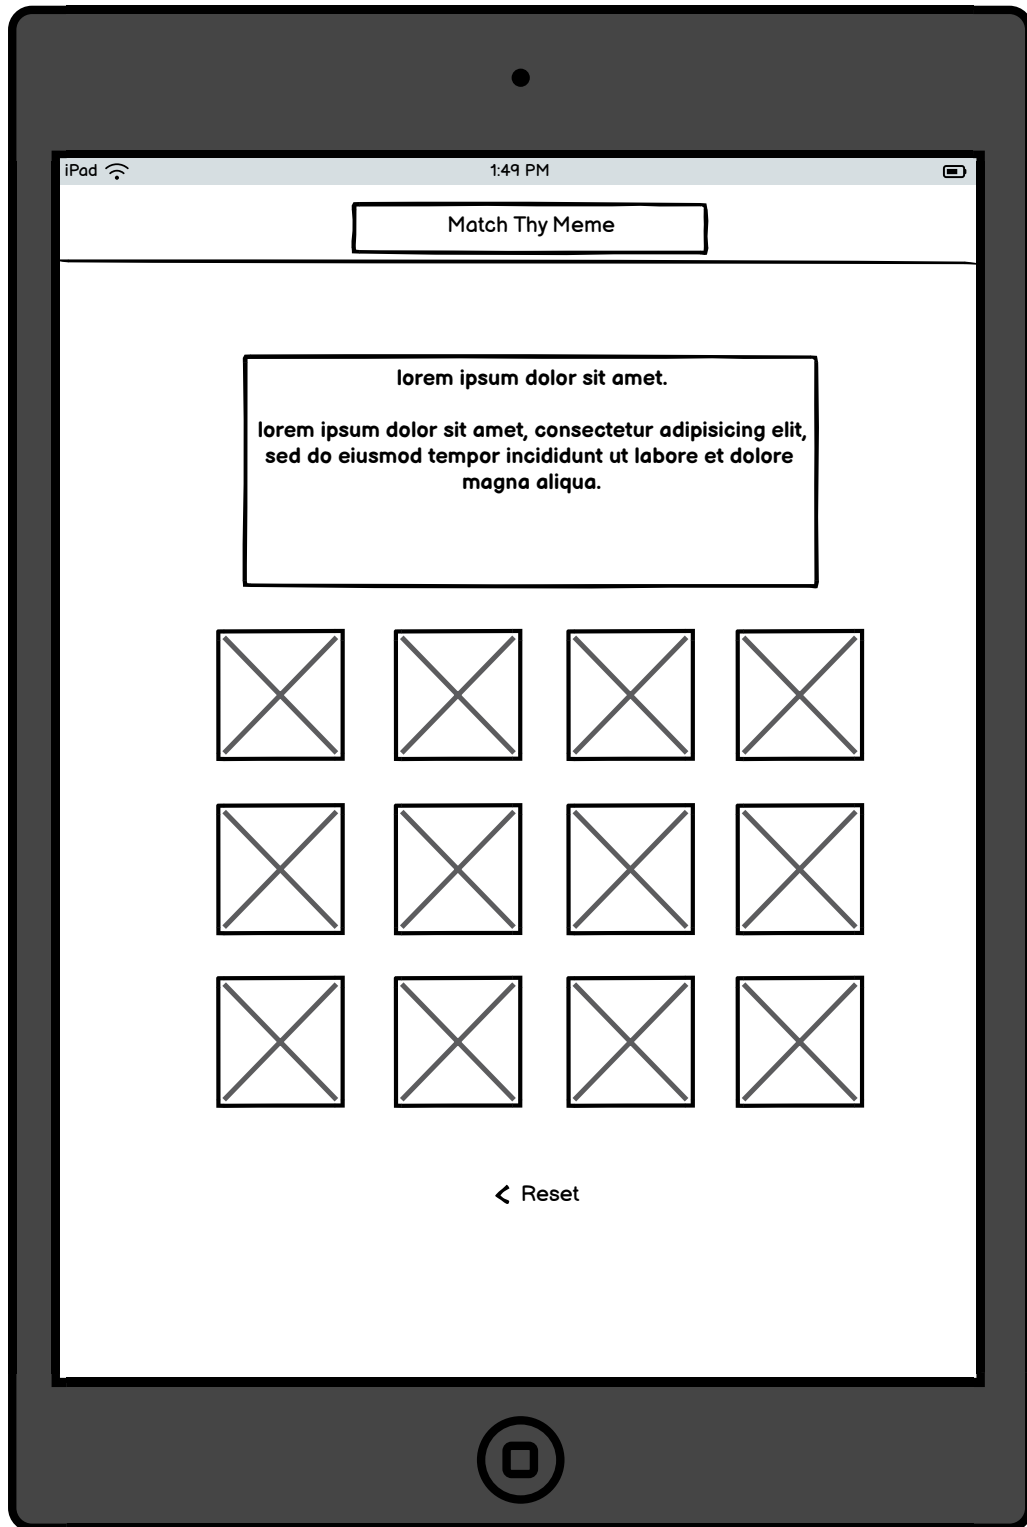 iPad
1:49 PM
Match Thy Meme
lorem ipsum dolor sit amet.
lorem ipsum dolor sit amet, consectetur adipisicing elit,
sed do eiusmod tempor incididunt ut labore et dolore
magna aliqua.
Reset